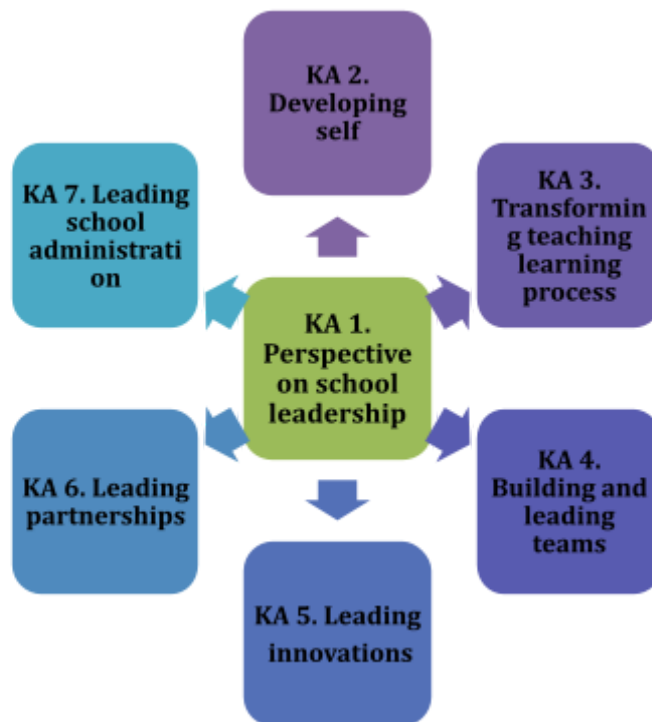 KA 2.
Developing
self
KA 7. Leading
school
administrati
on
KA 3.
Transformin
g teaching
learning
process
KA 1.
Perspective
on school
leadership
KA 6. Leading
partnerships
KA 4.
Building and
leading
teams
KA 5. Leading
innovations